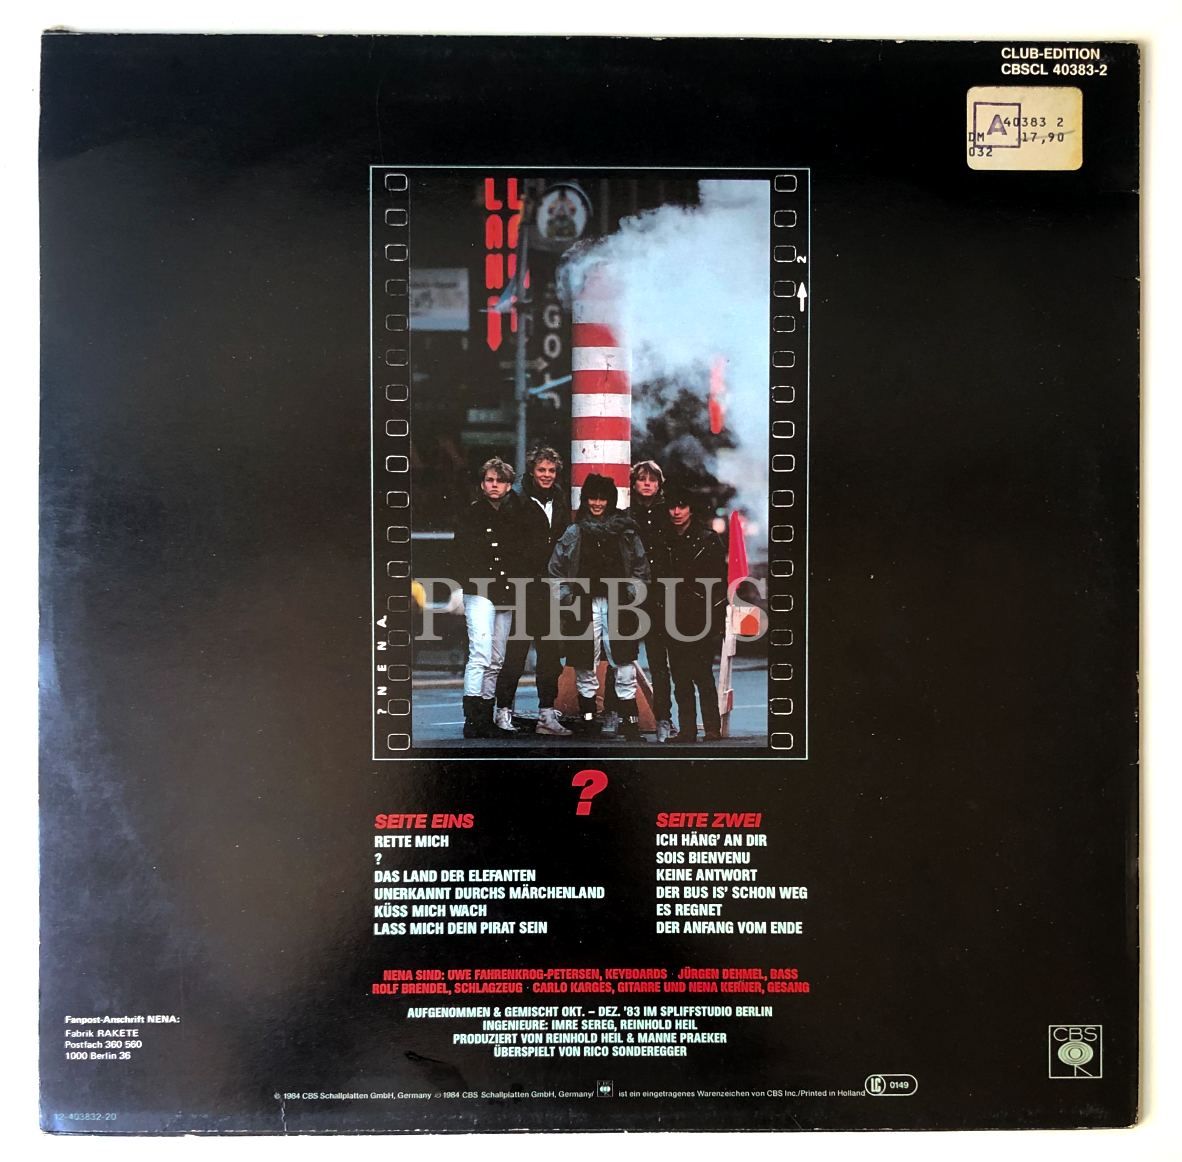 CLUB-EDITION
CBSCL 40383-2
A
40383 2
DM 17,90
032
2
? NENA
PHEBUS
?
SEITE EINS
RETTE MICH
?
DAS LAND DER ELEFANTEN
UNERKANNT DURCHS MÄRCHENLAND
KÜSS MICH WACH
LASS MICH DEIN PIRAT SEIN
SEITE ZWEI
ICH HÄNG' AN DIR
SOIS BIENVENU
KEINE ANTWORT
DER BUS IS' SCHON WEG
ES REGNET
DER ANFANG VOM ENDE
NENA SIND: UWE FAHRENKROG-PETERSEN, KEYBOARDS · JÜRGEN DEHMEL, BASS
ROLF BRENDEL, SCHLAGZEUG · CARLO KARGES, GITARRE UND NENA KERNER, GESANG
AUFGENOMMEN & GEMISCHT OKT. – DEZ. '83 IM SPLIFFSTUDIO BERLIN
INGENIEURE: IMRE SEREG, REINHOLD HEIL
PRODUZIERT VON REINHOLD HEIL & MANNE PRAEKER
ÜBERSPIELT VON RICO SONDEREGGER
Fanpost-Anschrift NENA:
Fabrik RAKETE
Postfach 360 560
1000 Berlin 36
CBS
© 1984 CBS Schallplatten GmbH, Germany ℗ 1984 CBS Schallplatten GmbH, Germany/ CBS ist ein eingetragenes Warenzeichen von CBS Inc./Printed in Holland
LC 0149
12-403832-20